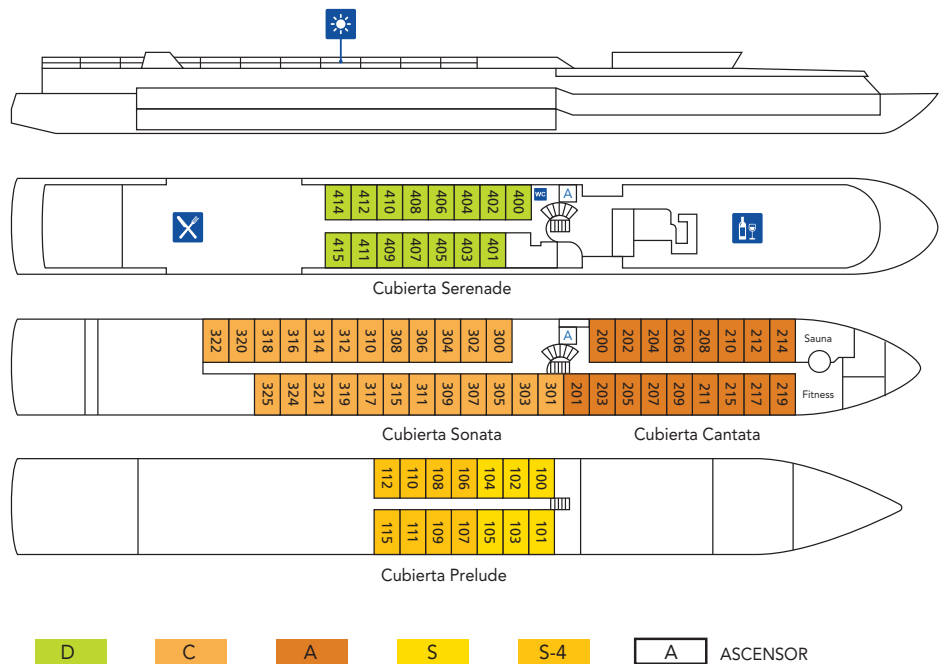 414 412 410 408 406 404 402 400 WC A
415 411 409 407 405 403 401
Cubierta Serenade
322 320 318 316 314 312 310 308 306 304 302 300 A 200 202 204 206 208 210 212 214 Sauna
325 324 321 319 317 315 311 309 307 305 303 301 201 203 205 207 209 211 215 217 219 Fitness
Cubierta Sonata Cubierta Cantata
112 110 108 106 104 102 100
115 111 109 107 105 103 101
Cubierta Prelude
D C A S S-4 A ASCENSOR